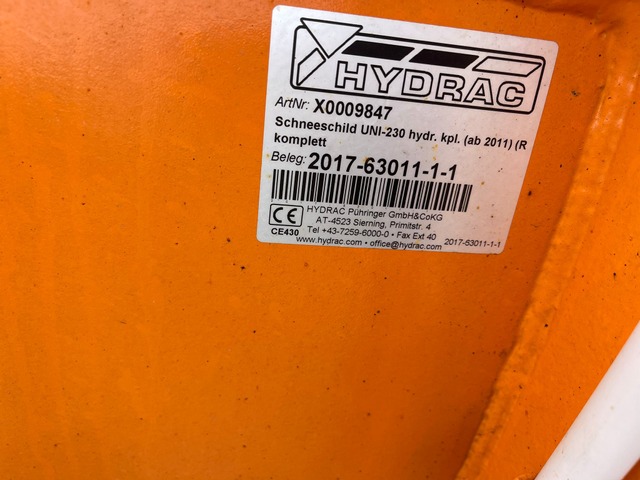 HYDRAC
ArtNr: X0009847
Schneeschild UNI-230 hydr. kpl. (ab 2011) (R
komplett
Beleg: 2017-63011-1-1
HYDRAC Pühringer GmbH&CoKG
AT-4523 Sierning, Primitstr. 4
CE
CE430
Tel +43-7259-6000-0 • Fax Ext 40
www.hydrac.com • office@hydrac.com
2017-63011-1-1